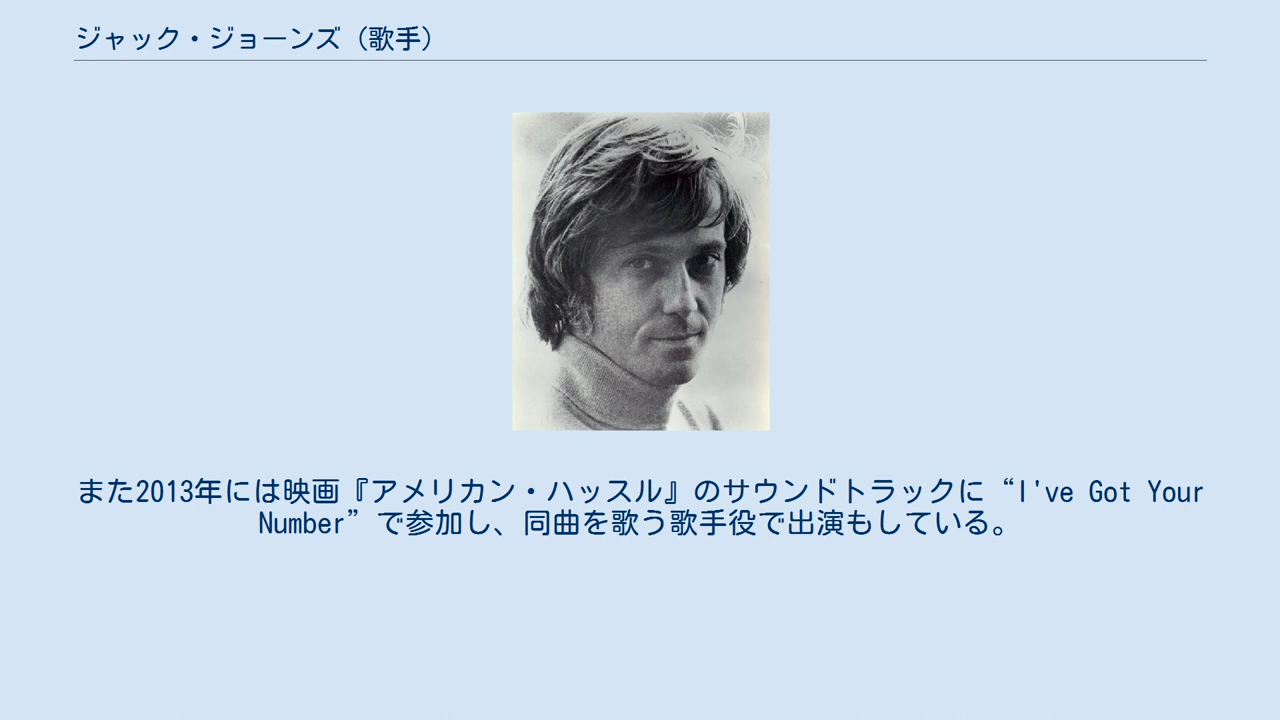 ジャック・ジョーンズ（歌手）
また2013年には映画『アメリカン・ハッスル』のサウンドトラックに“I've Got Your
Number”で参加し、同曲を歌う歌手役で出演もしている。